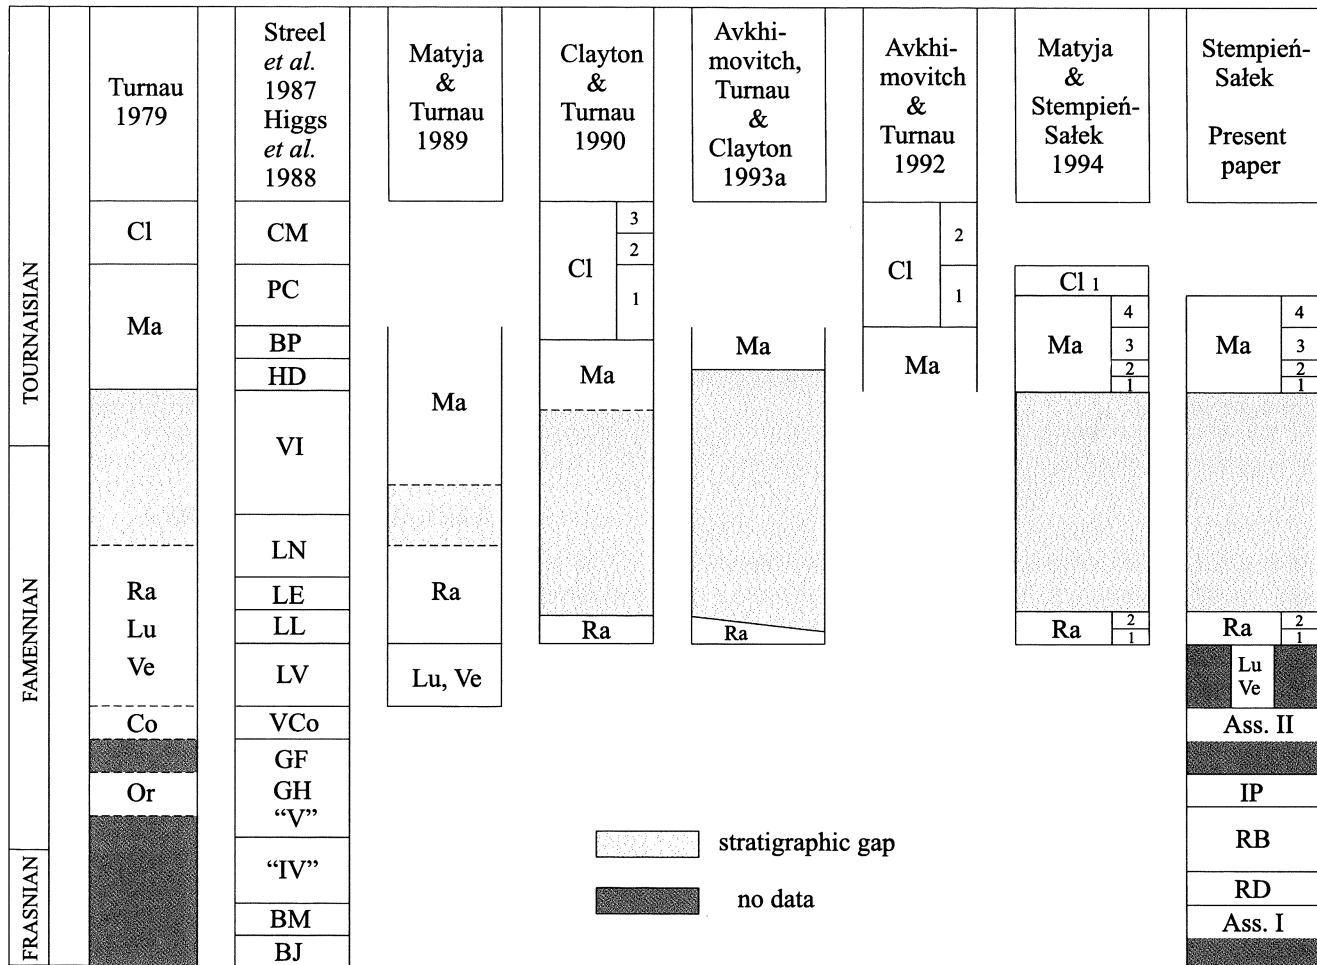 TOURNAISIAN
FAMENNIAN
FRASNIAN
Turnau
1979
Cl
Ma
Ra
Lu
Ve
Co
Or
Streel
et al.
1987
Higgs
et al.
1988
CM
PC
BP
HD
VI
LN
LE
LL
LV
VCo
GF
GH
“V”
“IV”
BM
BJ
Matyja
&
Turnau
1989
Ma
Ra
Lu, Ve
Clayton
&
Turnau
1990
Cl
3
2
1
Ma
Ra
Avkhi-
movitch,
Turnau
&
Clayton
1993a
Ma
Ra
Avkhi-
movitch
&
Turnau
1992
Cl
2
1
Ma
Matyja
&
Stempień-
Sałek
1994
Cl 1
Ma
4
3
2
1
Ra
2
1
Stempień-
Sałek
Present
paper
Ma
4
3
2
1
Ra
2
1
Lu
Ve
Ass. II
IP
RB
RD
Ass. I
stratigraphic gap
no data